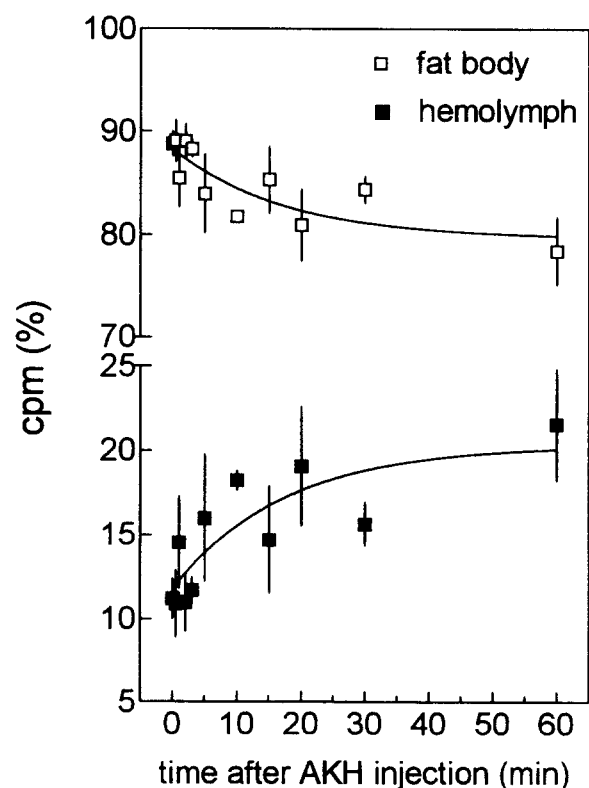 100
□ fat body
■ hemolymph
90
80
70
25
20
15
10
5
cpm (%)
0 10 20 30 40 50 60
time after AKH injection (min)